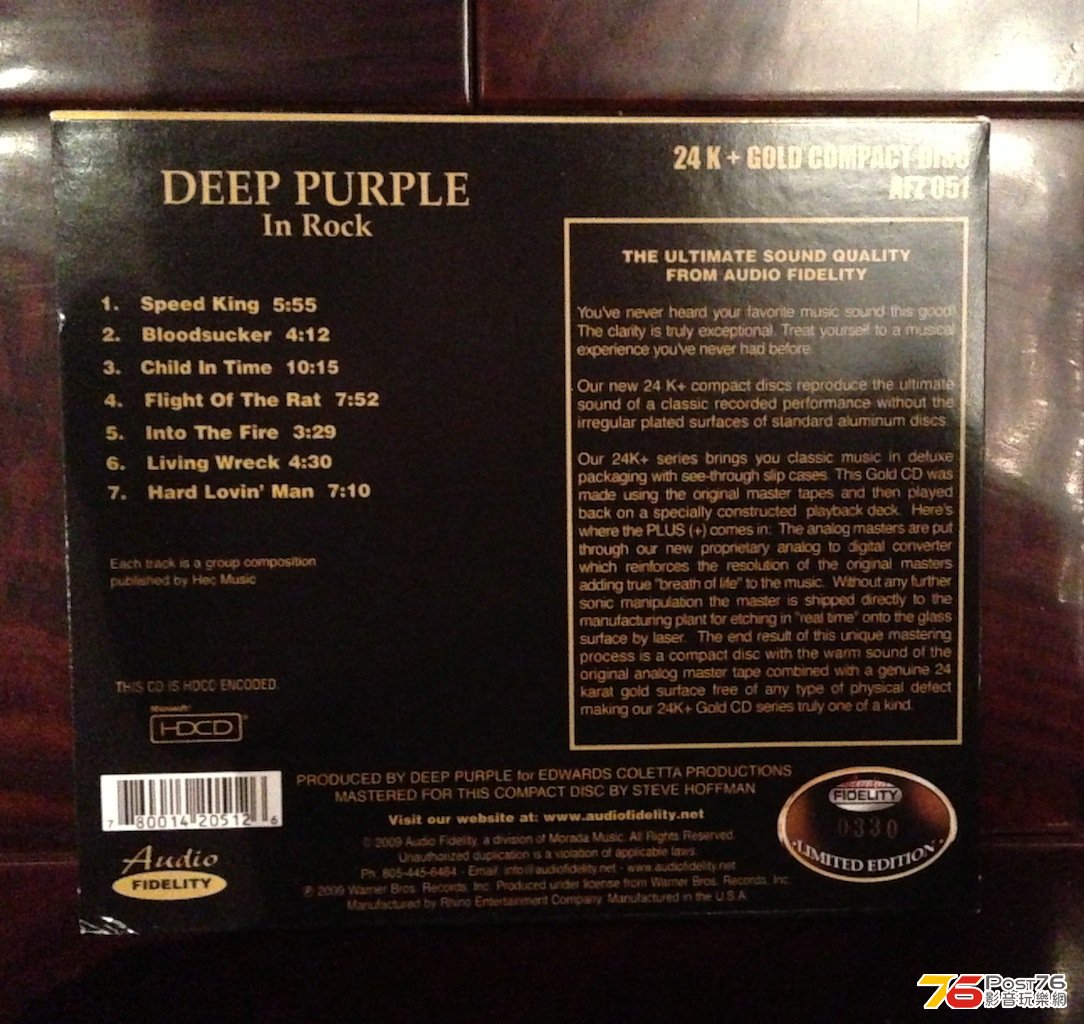 24 K + GOLD COMPACT DISC
AFZ 051
DEEP PURPLE
In Rock
1. Speed King 5:55
2. Bloodsucker 4:12
3. Child In Time 10:15
4. Flight Of The Rat 7:52
5. Into The Fire 3:29
6. Living Wreck 4:30
7. Hard Lovin' Man 7:10
Each track is a group composition
published by Hec Music
THIS CD IS HDCD ENCODED.
Microsoft
HDCD
THE ULTIMATE SOUND QUALITY
FROM AUDIO FIDELITY
You've never heard your favorite music sound this good!
The clarity is truly exceptional. Treat yourself to a musical
experience you've never had before.
Our new 24 K+ compact discs reproduce the ultimate
sound of a classic recorded performance without the
irregular plated surfaces of standard aluminum discs.
Our 24K+ series brings you classic music in deluxe
packaging with see-through slip cases. This Gold CD was
made using the original master tapes and then played
back on a specially constructed playback deck. Here's
where the PLUS (+) comes in: The analog masters are put
through our new proprietary analog to digital converter
which reinforces the resolution of the original masters
adding true "breath of life" to the music. Without any further
sonic manipulation the master is shipped directly to the
manufacturing plant for etching in "real time" onto the glass
surface by laser. The end result of this unique mastering
process is a compact disc with the warm sound of the
original analog master tape combined with a genuine 24
karat gold surface free of any type of physical defect
making our 24K+ Gold CD series truly one of a kind.
7 80014 20512 6
Audio
FIDELITY
PRODUCED BY DEEP PURPLE for EDWARDS COLETTA PRODUCTIONS
MASTERED FOR THIS COMPACT DISC BY STEVE HOFFMAN
Visit our website at: www.audiofidelity.net
© 2009 Audio Fidelity, a division of Morada Music. All Rights Reserved.
Unauthorized duplication is a violation of applicable laws.
Ph. 805-445-6464 - Email: info@audiofidelity.net - www.audiofidelity.net
℗ 2009 Warner Bros. Records, Inc. Produced under license from Warner Bros. Records, Inc.
Manufactured by Rhino Entertainment Company. Manufactured in the U.S.A.
FIDELITY
0330
· LIMITED EDITION ·
76 Post76
影音玩樂網